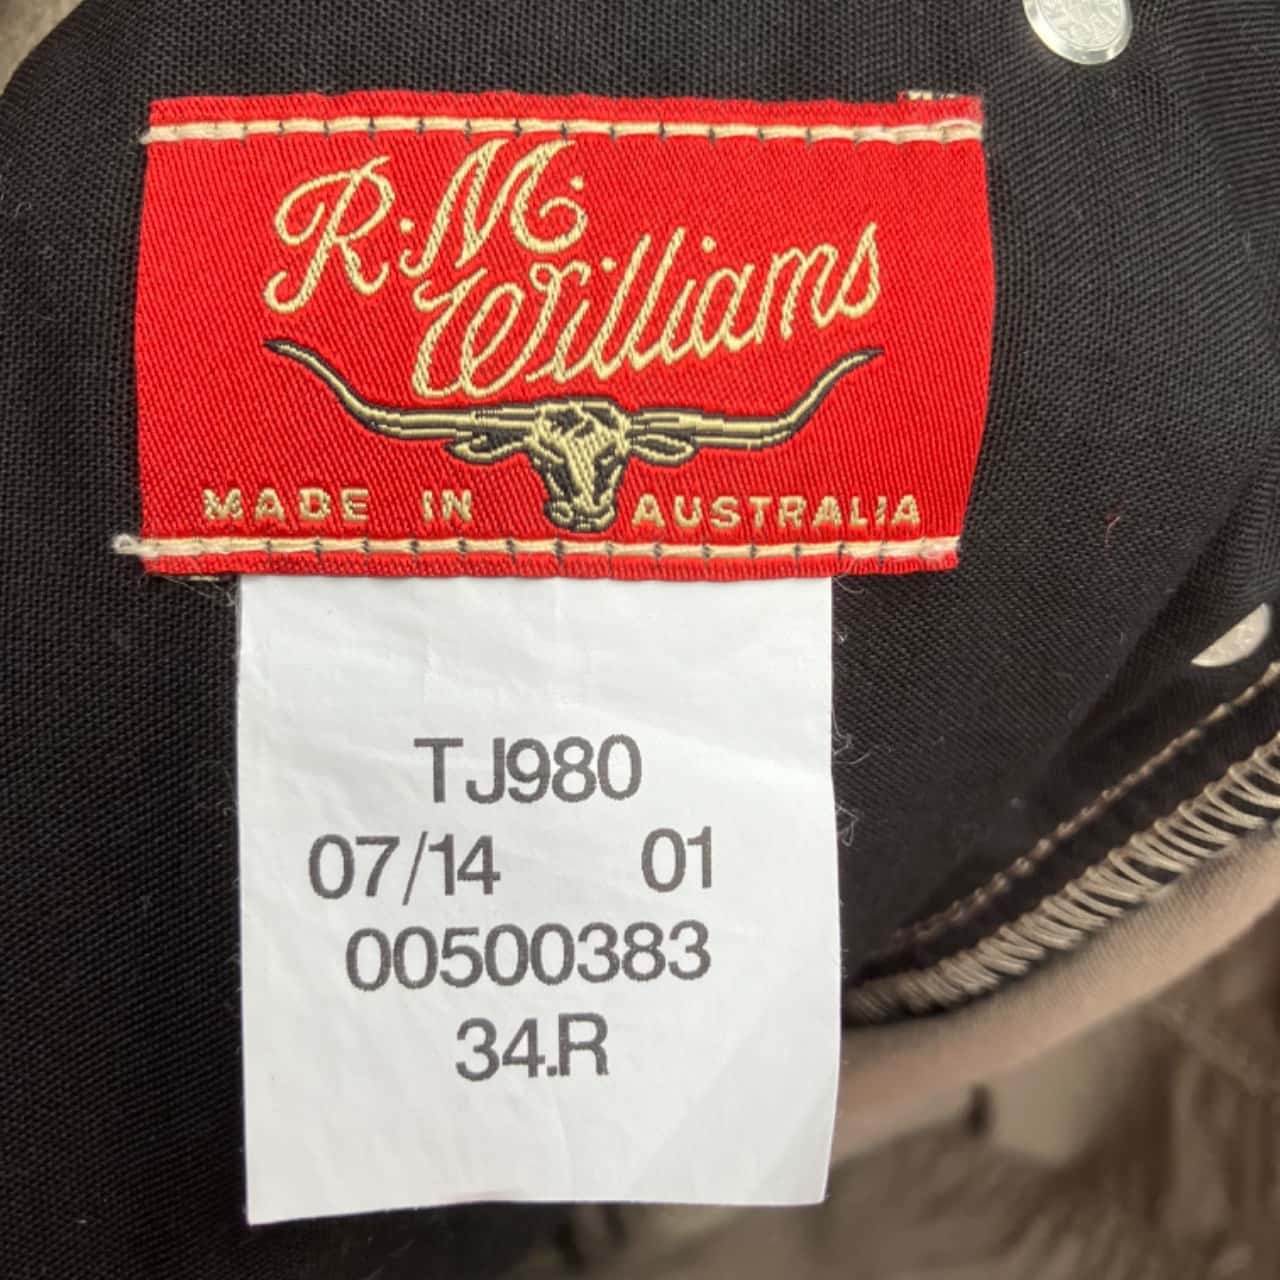 R.M.
Williams
MADE IN AUSTRALIA
TJ980
07/14 01
00500383
34.R